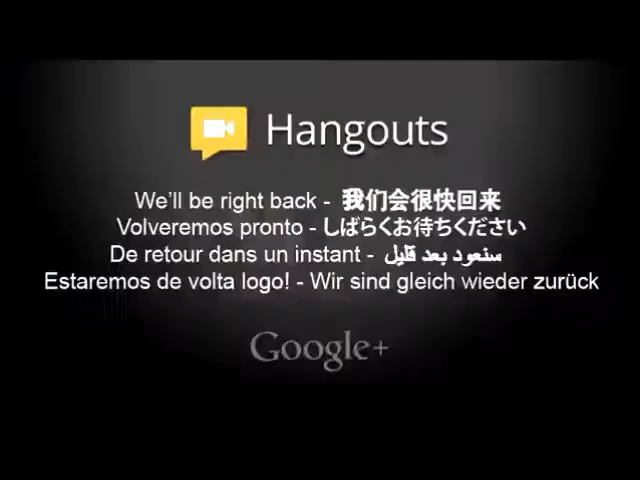 Hangouts
We'll be right back - 我们会很快回来
Volveremos pronto - しばらくお待ちください
De retour dans un instant - سنعود بعد قليل
Estaremos de volta logo! - Wir sind gleich wieder zurück
Google+